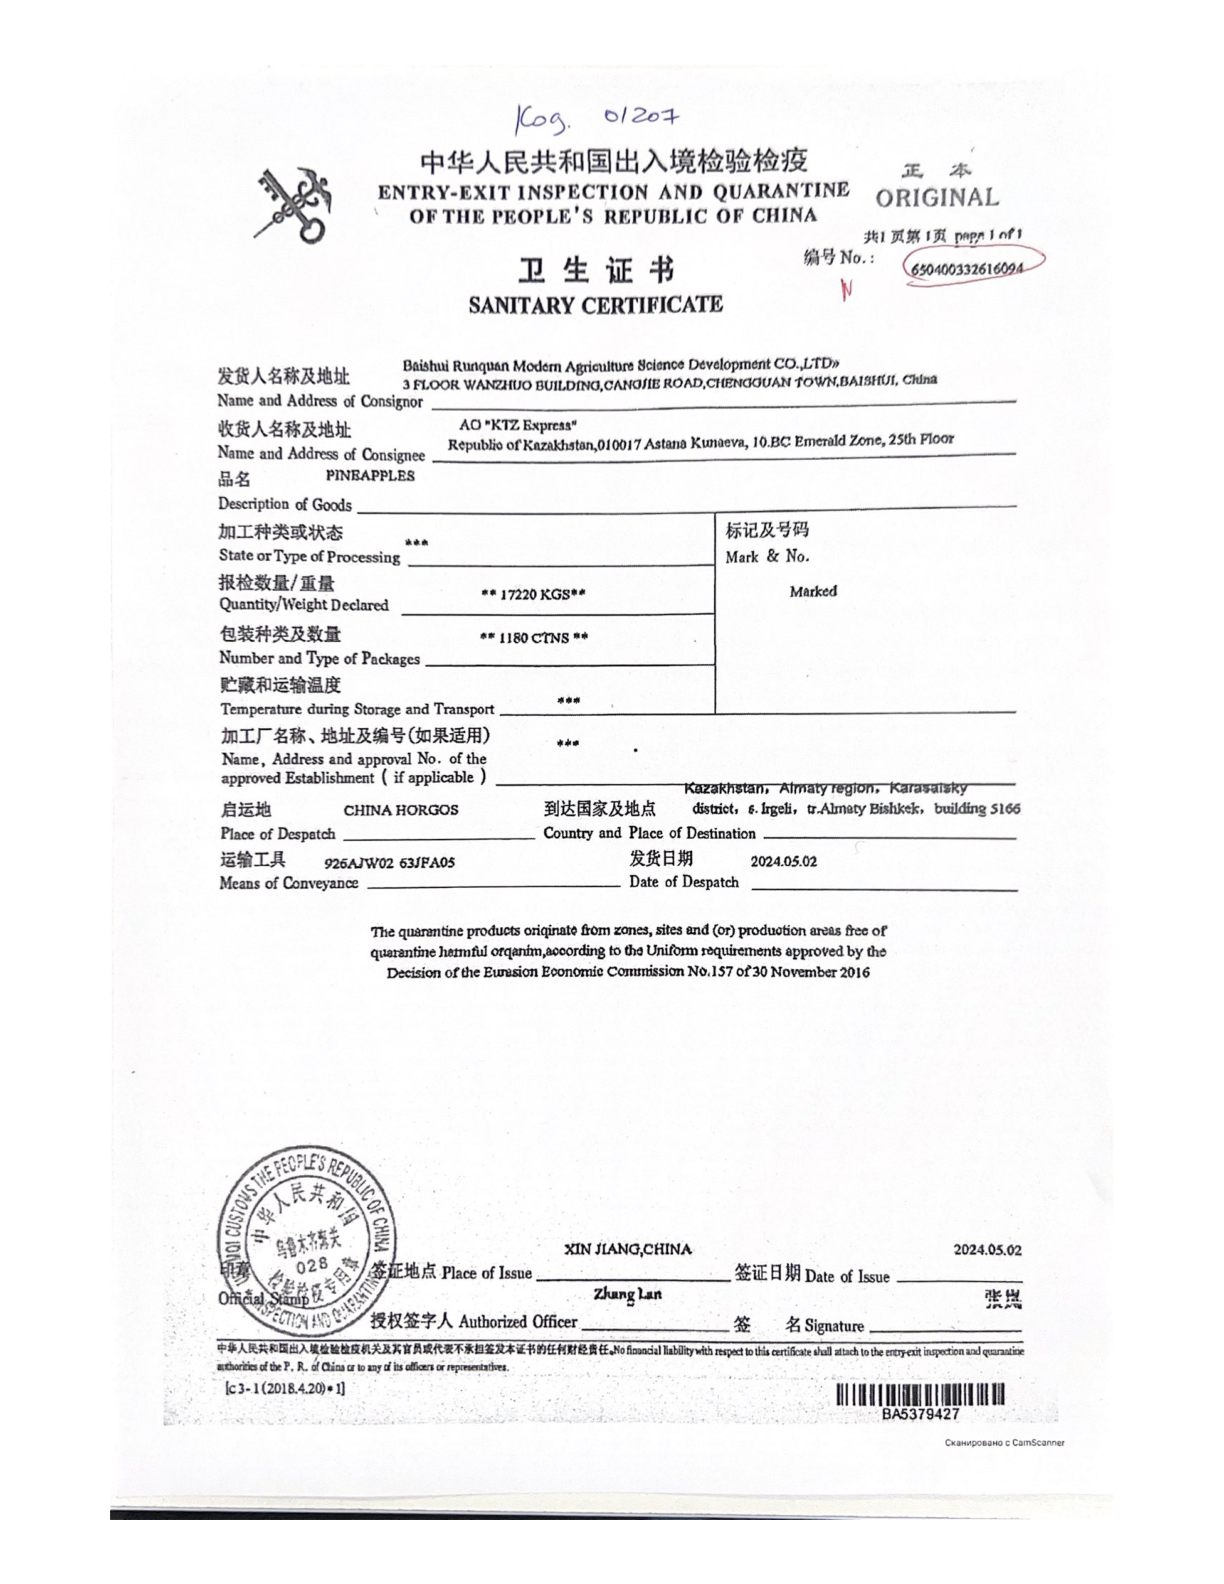 Код. 01207
中华人民共和国出入境检验检疫
ENTRY-EXIT INSPECTION AND QUARANTINE
OF THE PEOPLE'S REPUBLIC OF CHINA
正 本
ORIGINAL
共1 页第 1页 page 1 of 1
编号 No.: 650400332616094
N
卫生证书
SANITARY CERTIFICATE
Baishui Runquan Modern Agriculture Science Development CO.,LTD»
发货人名称及地址 3 FLOOR WANZHUO BUILDING,CANGJIE ROAD,CHENGGUAN TOWN,BAISHUI, China
Name and Address of Consignor
收货人名称及地址 AO "KTZ Express"
Republic of Kazakhstan,010017 Astana Kunaeva, 10.BC Emerald Zone, 25th Floor
Name and Address of Consignee
品名 PINEAPPLES
Description of Goods
加工种类或状态 ***
State or Type of Processing
标记及号码
Mark & No.
Marked
报检数量/重量 ** 17220 KGS**
Quantity/Weight Declared
包装种类及数量 ** 1180 CTNS **
Number and Type of Packages
贮藏和运输温度 ***
Temperature during Storage and Transport
加工厂名称、地址及编号(如果适用) ***
Name, Address and approval No. of the
approved Establishment ( if applicable )
Kazakhstan, Almaty region, Karasaisky
启运地 CHINA HORGOS 到达国家及地点 district, s. Irgeli, tr.Almaty Bishkek, building 5166
Place of Despatch Country and Place of Destination
运输工具 926AJW02 63JFA05 发货日期 2024.05.02
Means of Conveyance Date of Despatch
The quarantine products oriqinate from zones, sites and (or) production areas free of
quarantine harmful orqanim,according to the Uniform requirements approved by the
Decision of the Eurasion Economic Commission No.157 of 30 November 2016
CUSTOMS THE PEOPLE'S REPUBLIC OF CHINA
中华人民共和国
乌鲁木齐海关
028
检验检疫专用章
INSPECTION AND QUARANTINE
XIN JIANG,CHINA 2024.05.02
印章 签证地点 Place of Issue 签证日期 Date of Issue
Official Stamp Zhang Lan 张岚
授权签字人 Authorized Officer 签 名 Signature
中华人民共和国出入境检验检疫机关及其官员或代表不承担签发本证书的任何财经责任。No financial liability with respect to this certificate shall attach to the entry-exit inspection and quarantine
authorities of the P. R. of China or to any of its officers or representatives.
[c 3-1 (2018.4.20) * 1]
BA5379427
Сканировано с CamScanner